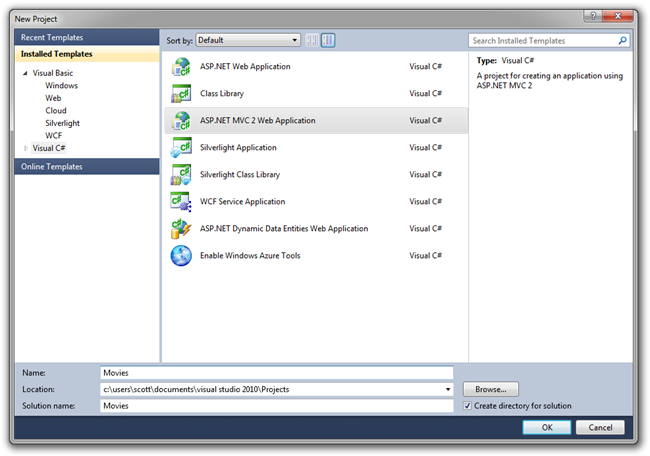 New Project
Recent Templates
Installed Templates
Visual Basic
Windows
Web
Cloud
Silverlight
WCF
Visual C#
Online Templates
Sort by: Default
ASP.NET Web Application Visual C#
Class Library Visual C#
ASP.NET MVC 2 Web Application Visual C#
Silverlight Application Visual C#
Silverlight Class Library Visual C#
WCF Service Application Visual C#
ASP.NET Dynamic Data Entities Web Application Visual C#
Enable Windows Azure Tools Visual C#
Search Installed Templates
Type: Visual C#
A project for creating an application using
ASP.NET MVC 2
Name: Movies
Location: c:\users\scott\documents\visual studio 2010\Projects Browse...
Solution name: Movies Create directory for solution
OK Cancel